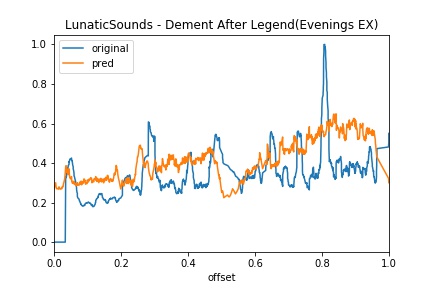 LunaticSounds - Dement After Legend(Evenings EX)
original
pred
1.0
0.8
0.6
0.4
0.2
0.0
0.0 0.2 0.4 0.6 0.8 1.0
offset